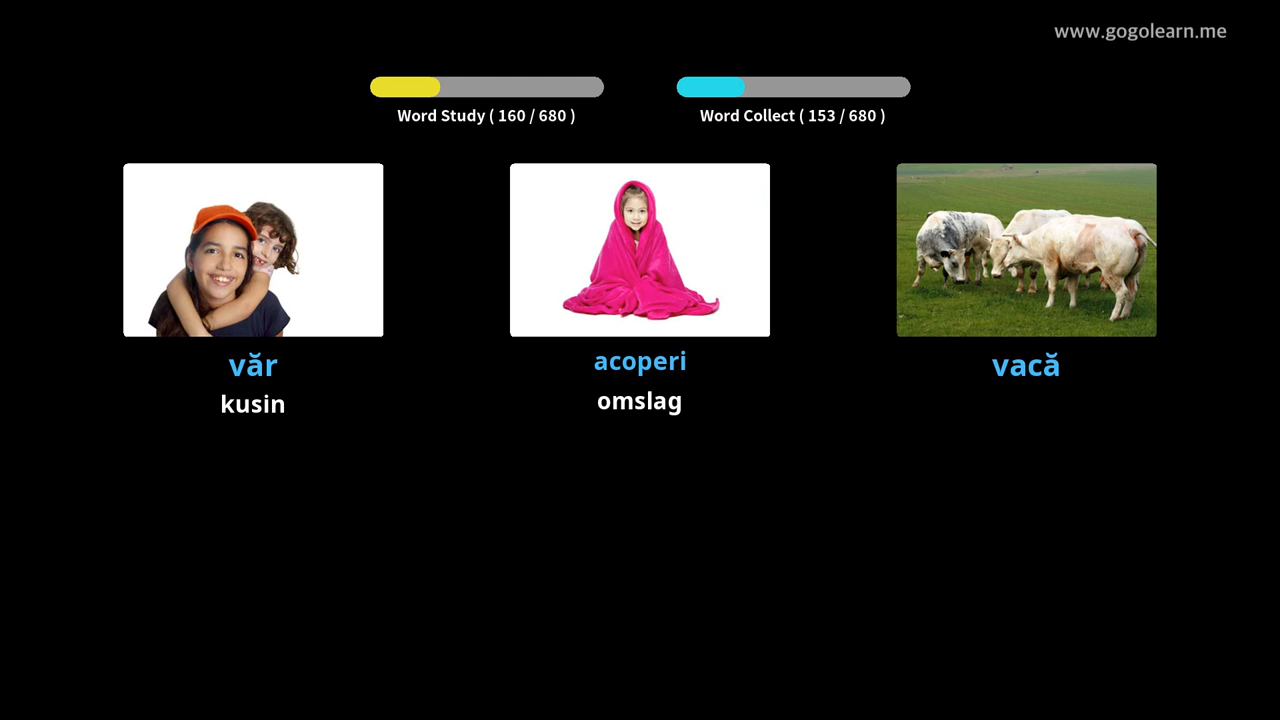 www.gogolearn.me
Word Study ( 160 / 680 )
Word Collect ( 153 / 680 )
văr
acoperi
vacă
kusin
omslag